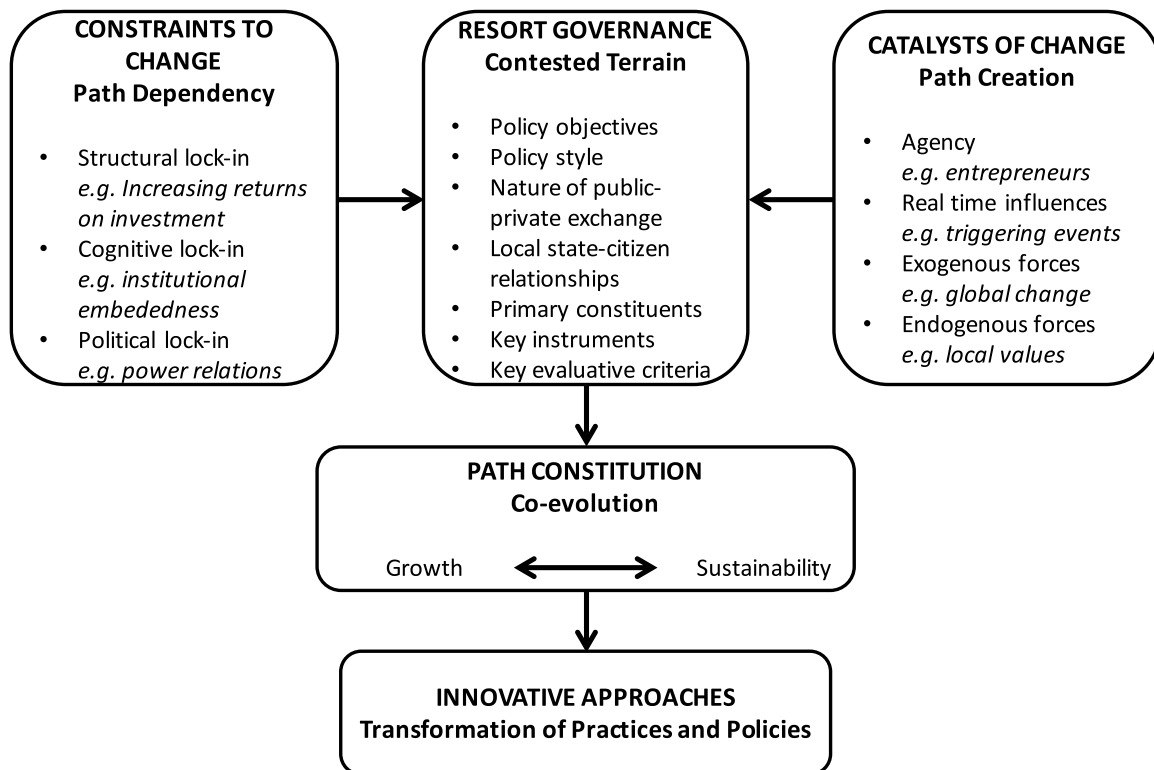 CONSTRAINTS TO
CHANGE
Path Dependency
• Structural lock-in
e.g. Increasing returns
on investment
• Cognitive lock-in
e.g. institutional
embededness
• Political lock-in
e.g. power relations
RESORT GOVERNANCE
Contested Terrain
• Policy objectives
• Policy style
• Nature of public-
private exchange
• Local state-citizen
relationships
• Primary constituents
• Key instruments
• Key evaluative criteria
CATALYSTS OF CHANGE
Path Creation
• Agency
e.g. entrepreneurs
• Real time influences
e.g. triggering events
• Exogenous forces
e.g. global change
• Endogenous forces
e.g. local values
PATH CONSTITUTION
Co-evolution
Growth Sustainability
INNOVATIVE APPROACHES
Transformation of Practices and Policies